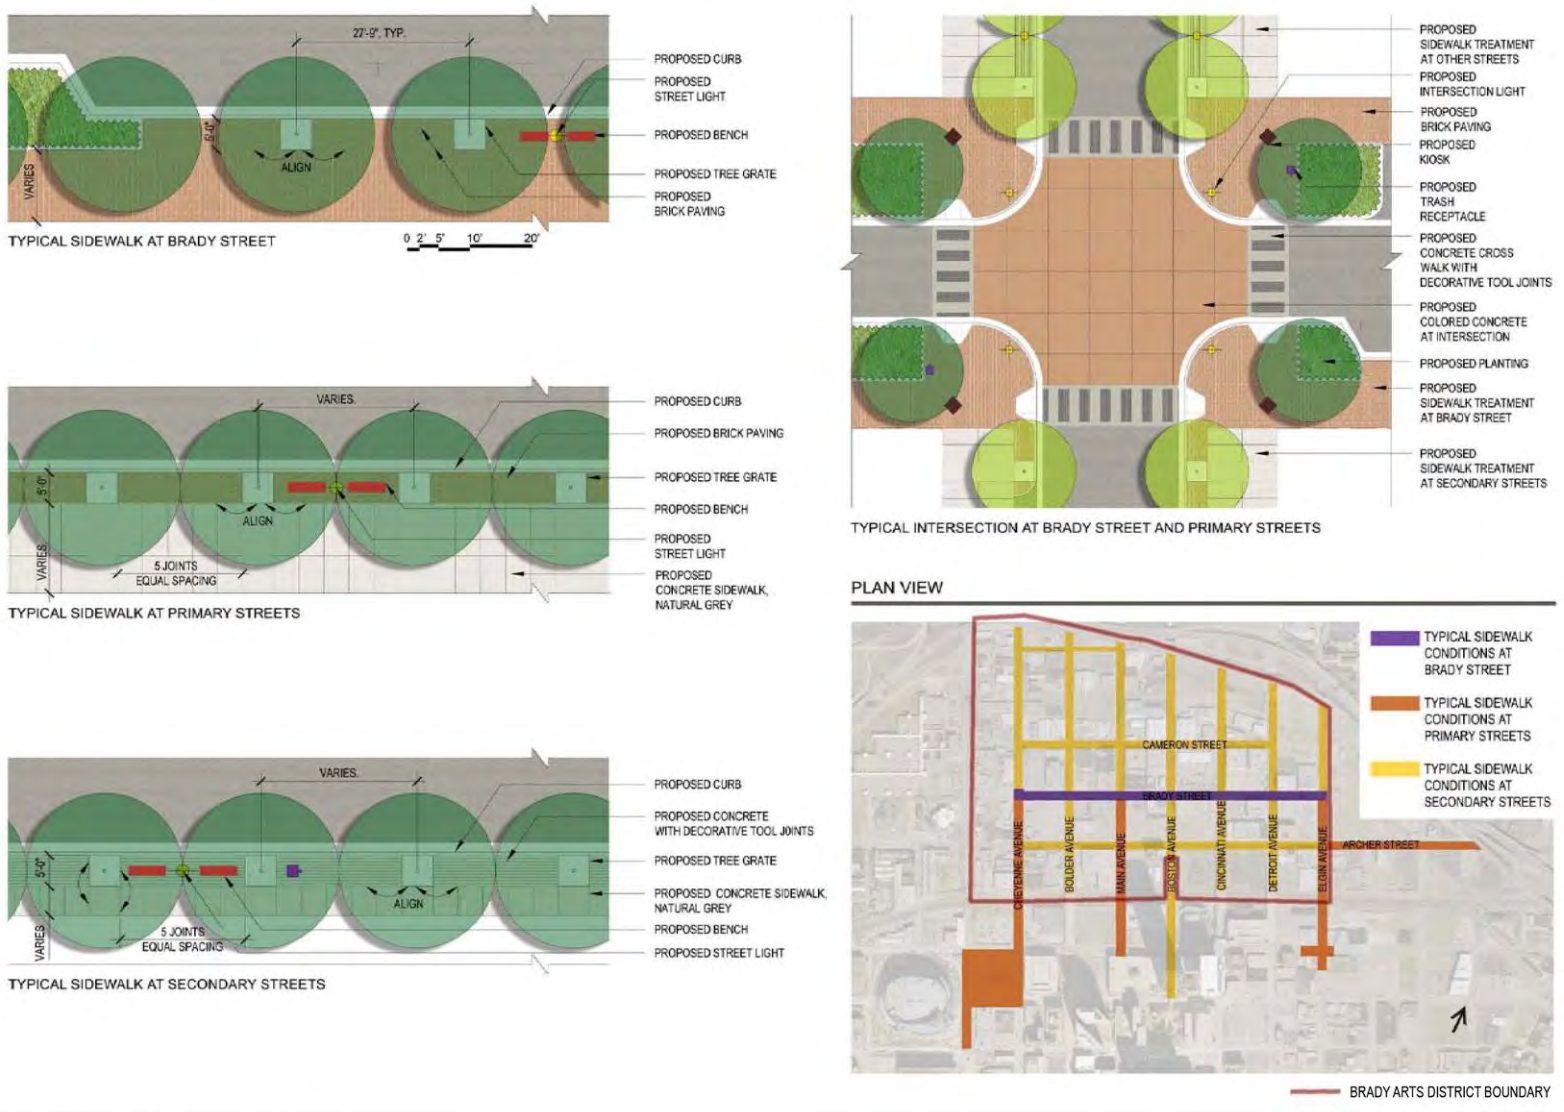 27'-9", TYP.
PROPOSED CURB
PROPOSED
STREET LIGHT
6'-0"
PROPOSED BENCH
ALIGN
VARIES
PROPOSED TREE GRATE
PROPOSED
BRICK PAVING
TYPICAL SIDEWALK AT BRADY STREET
0 2' 5' 10' 20'
VARIES.
PROPOSED CURB
PROPOSED BRICK PAVING
PROPOSED TREE GRATE
5'-0"
PROPOSED BENCH
ALIGN
PROPOSED
STREET LIGHT
VARIES
5 JOINTS
EQUAL SPACING
PROPOSED
CONCRETE SIDEWALK,
NATURAL GREY
TYPICAL SIDEWALK AT PRIMARY STREETS
VARIES.
PROPOSED CURB
PROPOSED CONCRETE
WITH DECORATIVE TOOL JOINTS
PROPOSED TREE GRATE
5'-0"
PROPOSED CONCRETE SIDEWALK,
NATURAL GREY
ALIGN
PROPOSED BENCH
5 JOINTS
EQUAL SPACING
VARIES
PROPOSED STREET LIGHT
TYPICAL SIDEWALK AT SECONDARY STREETS
PROPOSED
SIDEWALK TREATMENT
AT OTHER STREETS
PROPOSED
INTERSECTION LIGHT
PROPOSED
BRICK PAVING
PROPOSED
KIOSK
PROPOSED
TRASH
RECEPTACLE
PROPOSED
CONCRETE CROSS
WALK WITH
DECORATIVE TOOL JOINTS
PROPOSED
COLORED CONCRETE
AT INTERSECTION
PROPOSED PLANTING
PROPOSED
SIDEWALK TREATMENT
AT BRADY STREET
PROPOSED
SIDEWALK TREATMENT
AT SECONDARY STREETS
TYPICAL INTERSECTION AT BRADY STREET AND PRIMARY STREETS
PLAN VIEW
TYPICAL SIDEWALK
CONDITIONS AT
BRADY STREET
TYPICAL SIDEWALK
CONDITIONS AT
PRIMARY STREETS
TYPICAL SIDEWALK
CONDITIONS AT
SECONDARY STREETS
CAMERON STREET
BRADY STREET
ARCHER STREET
CHEYENNE AVENUE
BOLDER AVENUE
MAIN AVENUE
BOSTON AVENUE
CINCINNATI AVENUE
DETROIT AVENUE
ELGIN AVENUE
BRADY ARTS DISTRICT BOUNDARY